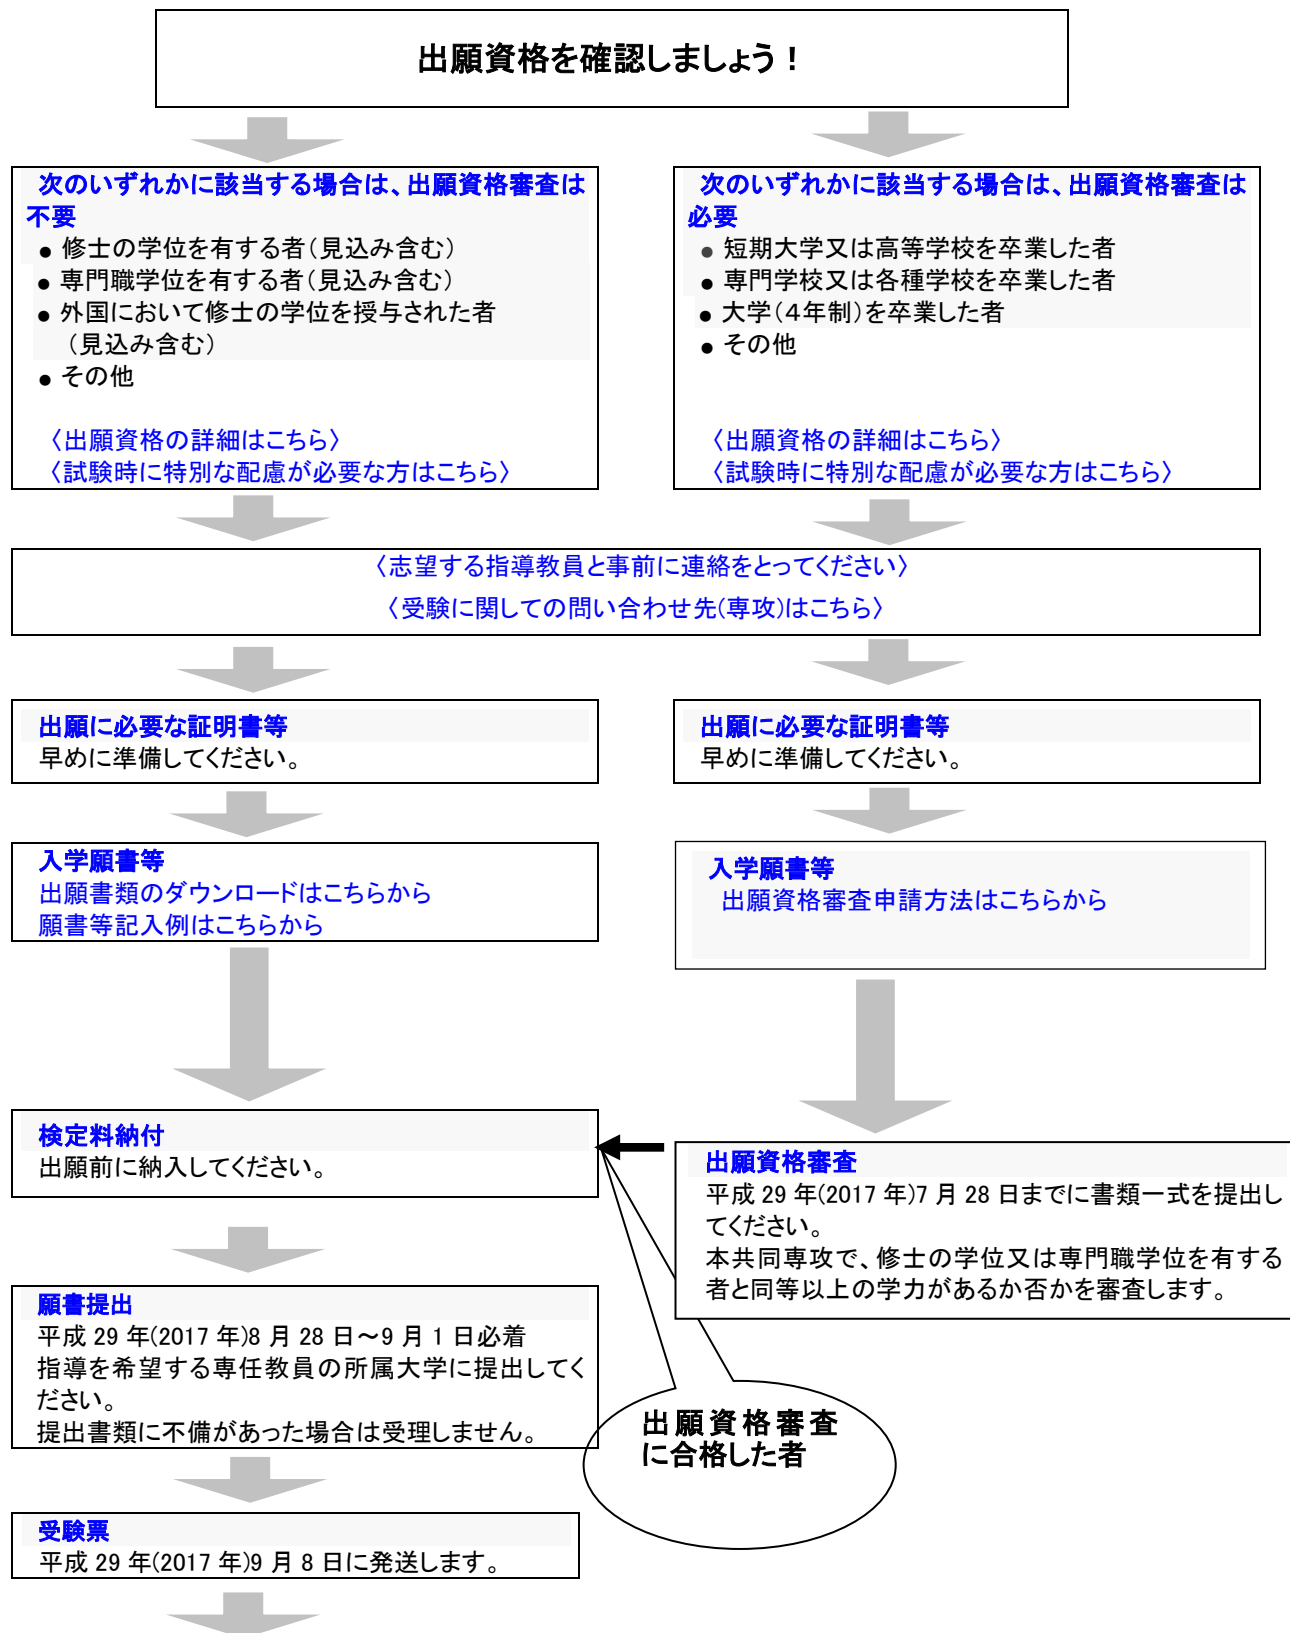 出願資格を確認しましょう！
次のいずれかに該当する場合は、出願資格審査は
不要
● 修士の学位を有する者（見込み含む）
● 専門職学位を有する者（見込み含む）
● 外国において修士の学位を授与された者
（見込み含む）
● その他
〈出願資格の詳細はこちら〉
〈試験時に特別な配慮が必要な方はこちら〉
次のいずれかに該当する場合は、出願資格審査は
必要
● 短期大学又は高等学校を卒業した者
● 専門学校又は各種学校を卒業した者
● 大学（４年制）を卒業した者
● その他
〈出願資格の詳細はこちら〉
〈試験時に特別な配慮が必要な方はこちら〉
〈志望する指導教員と事前に連絡をとってください〉
〈受験に関しての問い合わせ先(専攻)はこちら〉
出願に必要な証明書等
早めに準備してください。
出願に必要な証明書等
早めに準備してください。
入学願書等
出願書類のダウンロードはこちらから
願書等記入例はこちらから
入学願書等
出願資格審査申請方法はこちらから
検定料納付
出願前に納入してください。
出願資格審査
平成 29 年(2017 年)7 月 28 日までに書類一式を提出し
てください。
本共同専攻で、修士の学位又は専門職学位を有する
者と同等以上の学力があるか否かを審査します。
願書提出
平成 29 年(2017 年)8 月 28 日～9 月 1 日必着
指導を希望する専任教員の所属大学に提出してく
ださい。
提出書類に不備があった場合は受理しません。
出願資格審査
に合格した者
受験票
平成 29 年(2017 年)9 月 8 日に発送します。